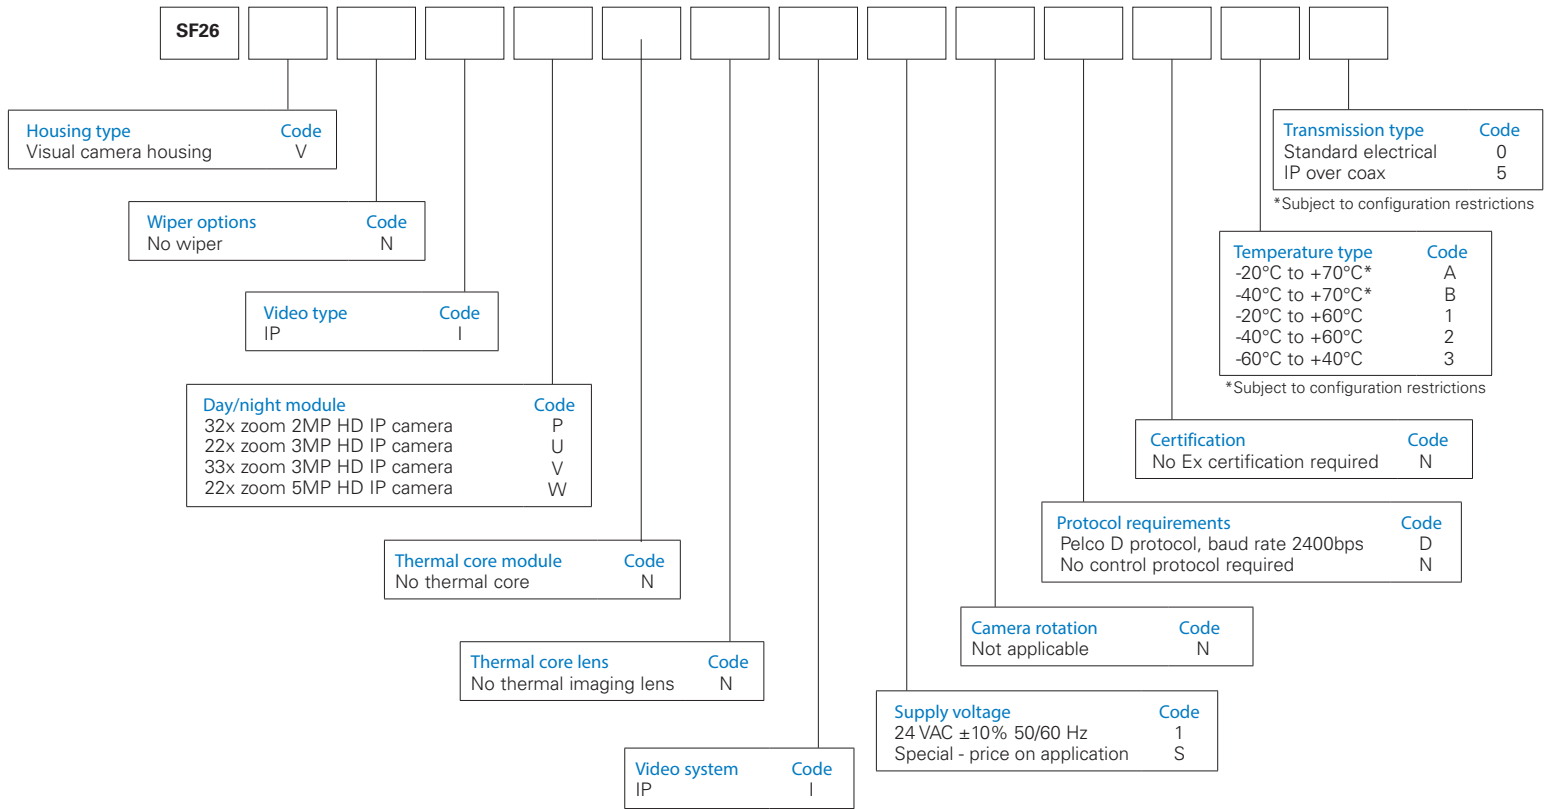 SF26
Housing type Code
Visual camera housing V
Wiper options Code
No wiper N
Video type Code
IP I
Day/night module Code
32x zoom 2MP HD IP camera P
22x zoom 3MP HD IP camera U
33x zoom 3MP HD IP camera V
22x zoom 5MP HD IP camera W
Thermal core module Code
No thermal core N
Thermal core lens Code
No thermal imaging lens N
Video system Code
IP I
Supply voltage Code
24 VAC ±10% 50/60 Hz 1
Special - price on application S
Camera rotation Code
Not applicable N
Protocol requirements Code
Pelco D protocol, baud rate 2400bps D
No control protocol required N
Certification Code
No Ex certification required N
Temperature type Code
-20°C to +70°C* A
-40°C to +70°C* B
-20°C to +60°C 1
-40°C to +60°C 2
-60°C to +40°C 3
*Subject to configuration restrictions
Transmission type Code
Standard electrical 0
IP over coax 5
*Subject to configuration restrictions